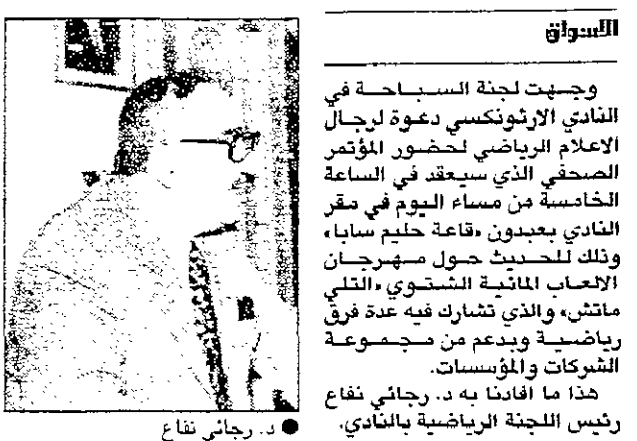 الاسواق
وجهت لجنة السباحة في
النادي الارثونكسي دعوة لرجال
الاعلام الرياضي لحضور المؤتمر
الصحفي الذي سيعقد في الساعة
الخامسة من مساء اليوم في مقر
النادي بعبدون «قاعة حليم سابا»
وذلك للحديث حول مهرجان
الالعاب المائية الشتوي «التلي
ماتش» والذي تشارك فيه عدة فرق
رياضية وبدعم من مجموعة
الشركات والمؤسسات.
هذا ما افادنا به د. رجائي نفاع
رئيس اللجنة الرياضية بالنادي.
● د. رجائي نفاع